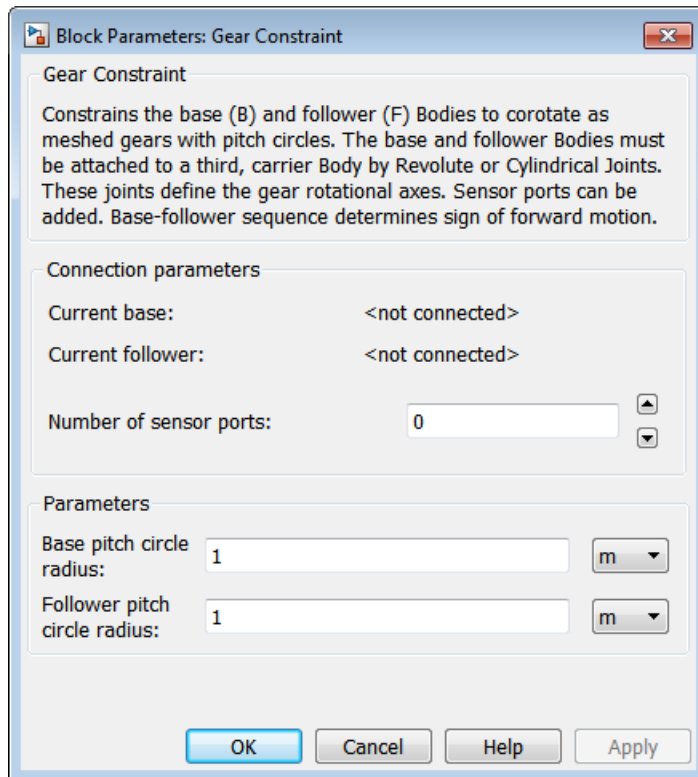 Block Parameters: Gear Constraint
Gear Constraint
Constrains the base (B) and follower (F) Bodies to corotate as
meshed gears with pitch circles. The base and follower Bodies must
be attached to a third, carrier Body by Revolute or Cylindrical Joints.
These joints define the gear rotational axes. Sensor ports can be
added. Base-follower sequence determines sign of forward motion.
Connection parameters
Current base: <not connected>
Current follower: <not connected>
Number of sensor ports: 0
Parameters
Base pitch circle
radius: 1 m
Follower pitch
circle radius: 1 m
OK Cancel Help Apply